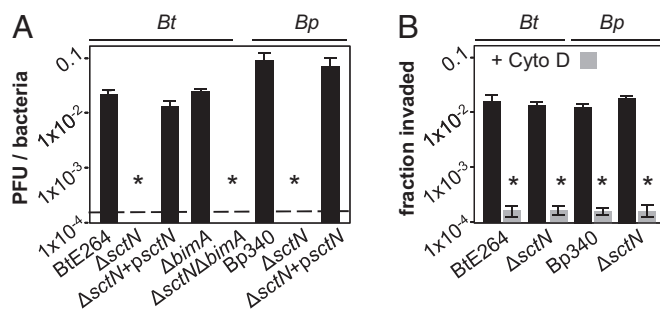 A
Bt
Bp
PFU / bacteria
0.1
1x10⁻²
1x10⁻³
1x10⁻⁴
*
*
*
BtE264
ΔsctN
ΔsctN+psctN
ΔbimA
ΔsctNΔbimA
Bp340
ΔsctN
ΔsctN+psctN
B
Bt
Bp
+ Cyto D
fraction invaded
0.1
1x10⁻²
1x10⁻³
1x10⁻⁴
* * * *
BtE264
ΔsctN
Bp340
ΔsctN